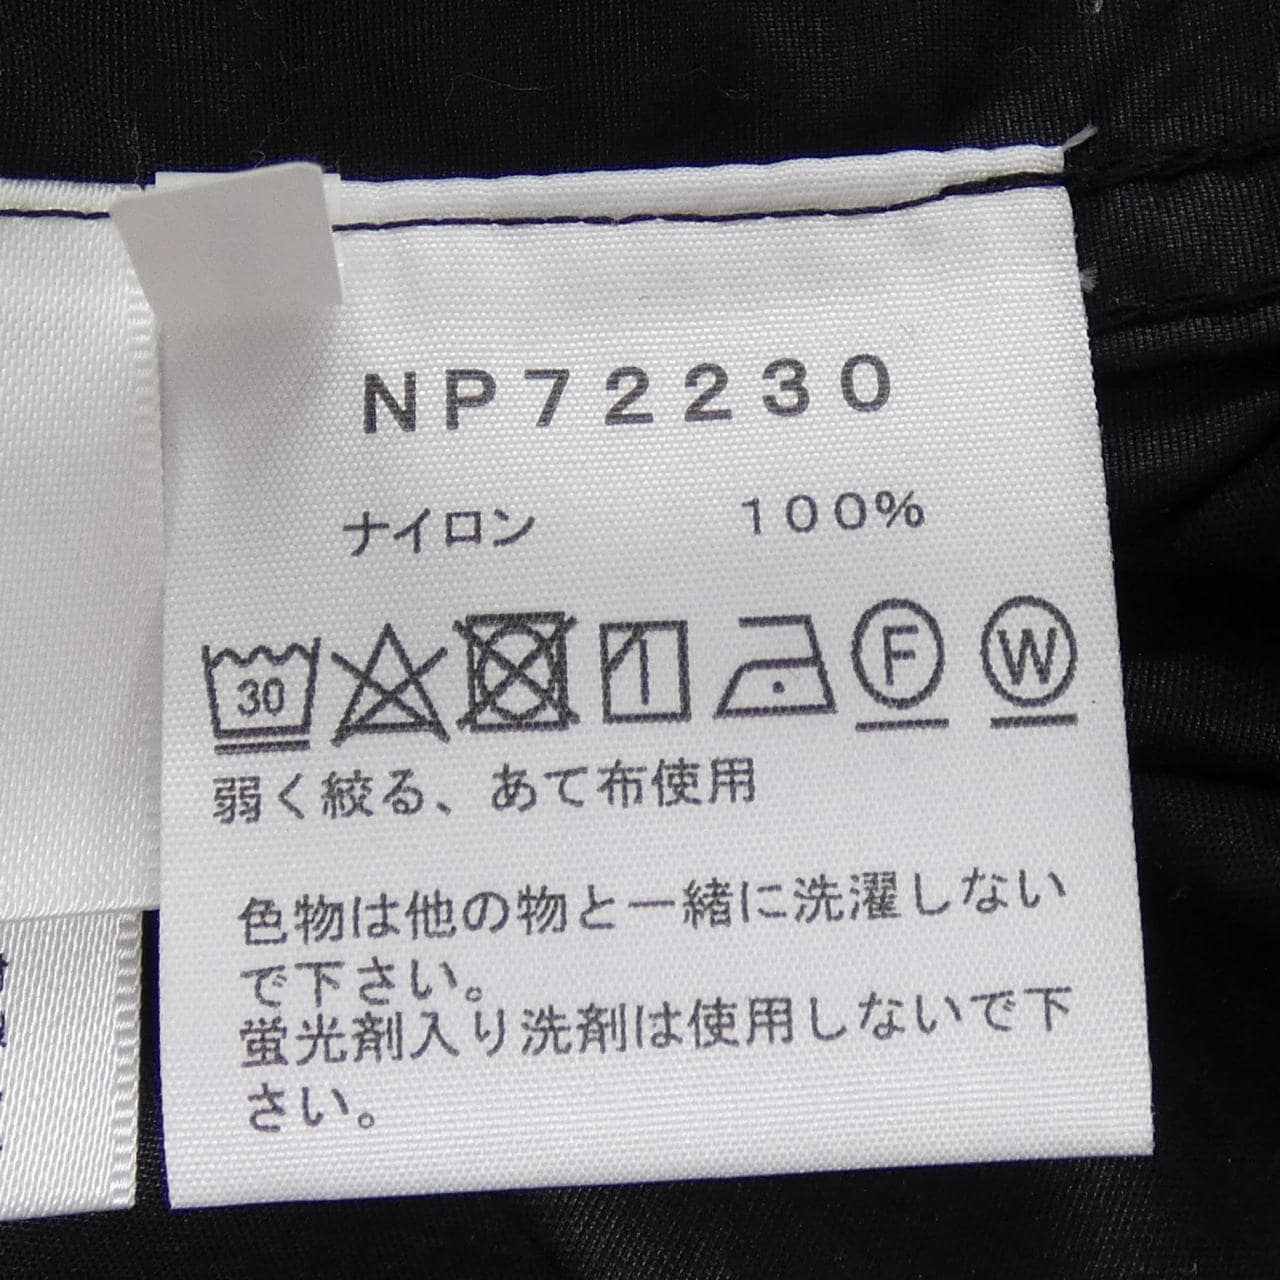 NP72230
ナイロン 100%
30
F W
弱く絞る、あて布使用
色物は他の物と一緒に洗濯しない
で下さい。
蛍光剤入り洗剤は使用しないで下
さい。